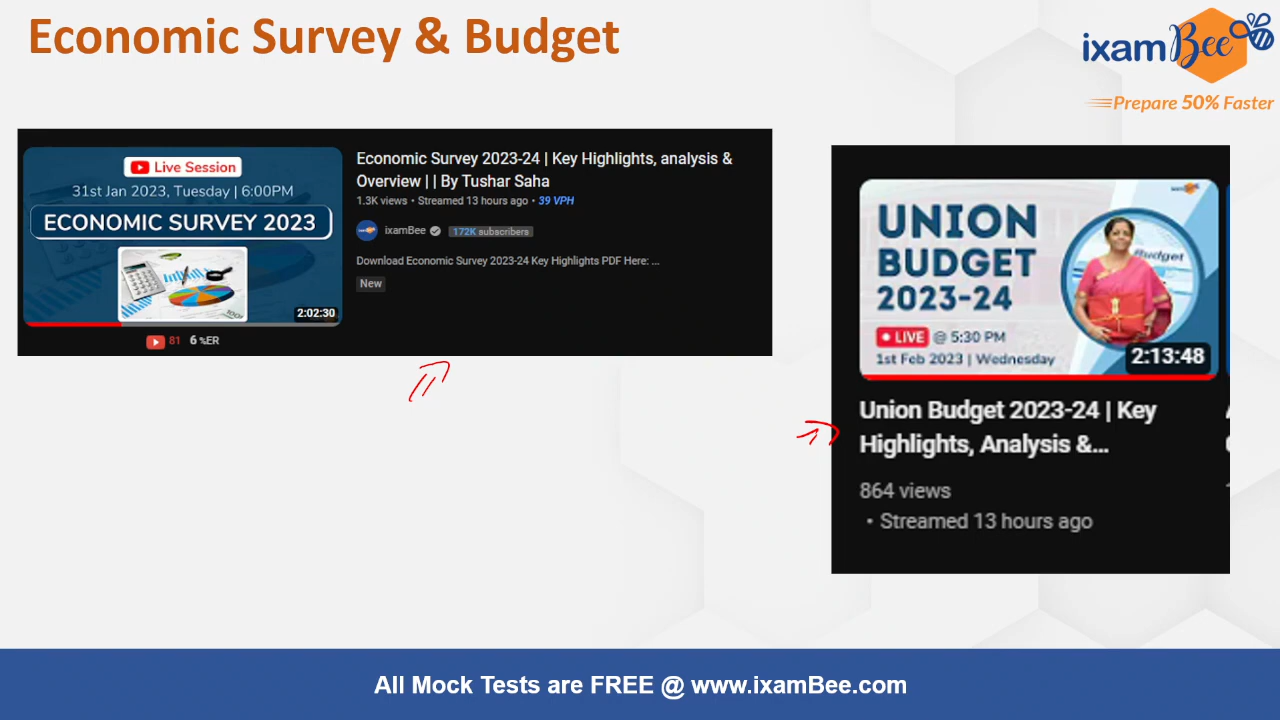 Economic Survey & Budget
ixamBee
Prepare 50% Faster
Live Session
31st Jan 2023, Tuesday | 6:00PM
ECONOMIC SURVEY 2023
2:02:30
81 6 %ER
Economic Survey 2023-24 | Key Highlights, analysis &
Overview | | By Tushar Saha
1.3K views • Streamed 13 hours ago • 39 VPH
ixamBee 172K subscribers
Download Economic Survey 2023-24 Key Highlights PDF Here: ...
New
UNION
BUDGET
2023-24
Budget
LIVE @ 5:30 PM
1st Feb 2023 | Wednesday
2:13:48
Union Budget 2023-24 | Key
Highlights, Analysis &...
864 views
• Streamed 13 hours ago
All Mock Tests are FREE @ www.ixamBee.com